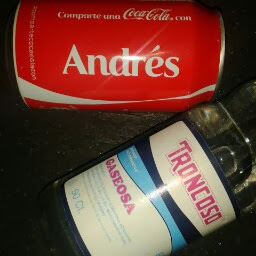 Comparte una Coca-Cola con
Andrés
TRONCOSO
GASEOSA
50 Cl.